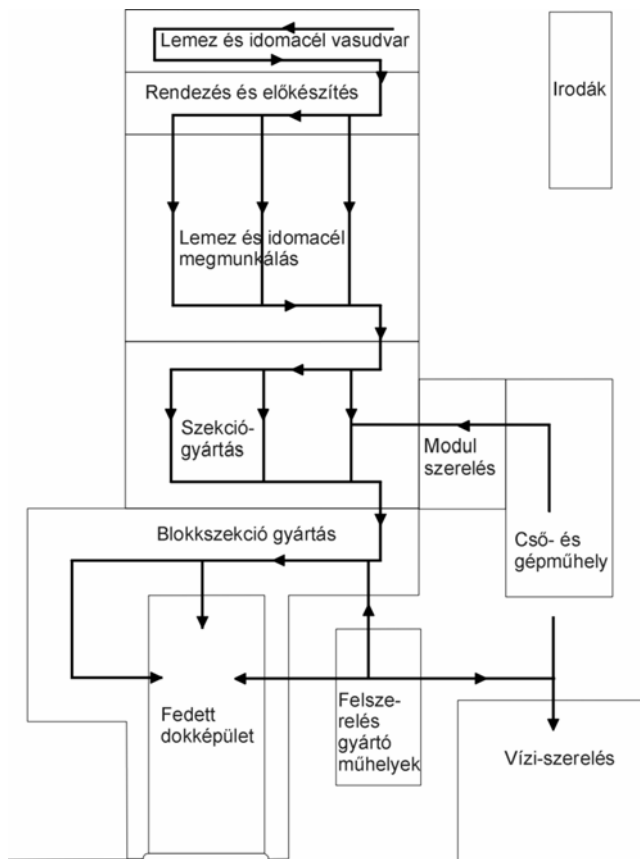 Lemez és idomacél vasudvar
Rendezés és előkészítés
Irodák
Lemez és idomacél
megmunkálás
Szekció-
gyártás
Modul
szerelés
Blokkszekció gyártás
Cső- és
gépműhely
Fedett
dokképület
Felsze-
relés
gyártó
műhelyek
Vízi-szerelés